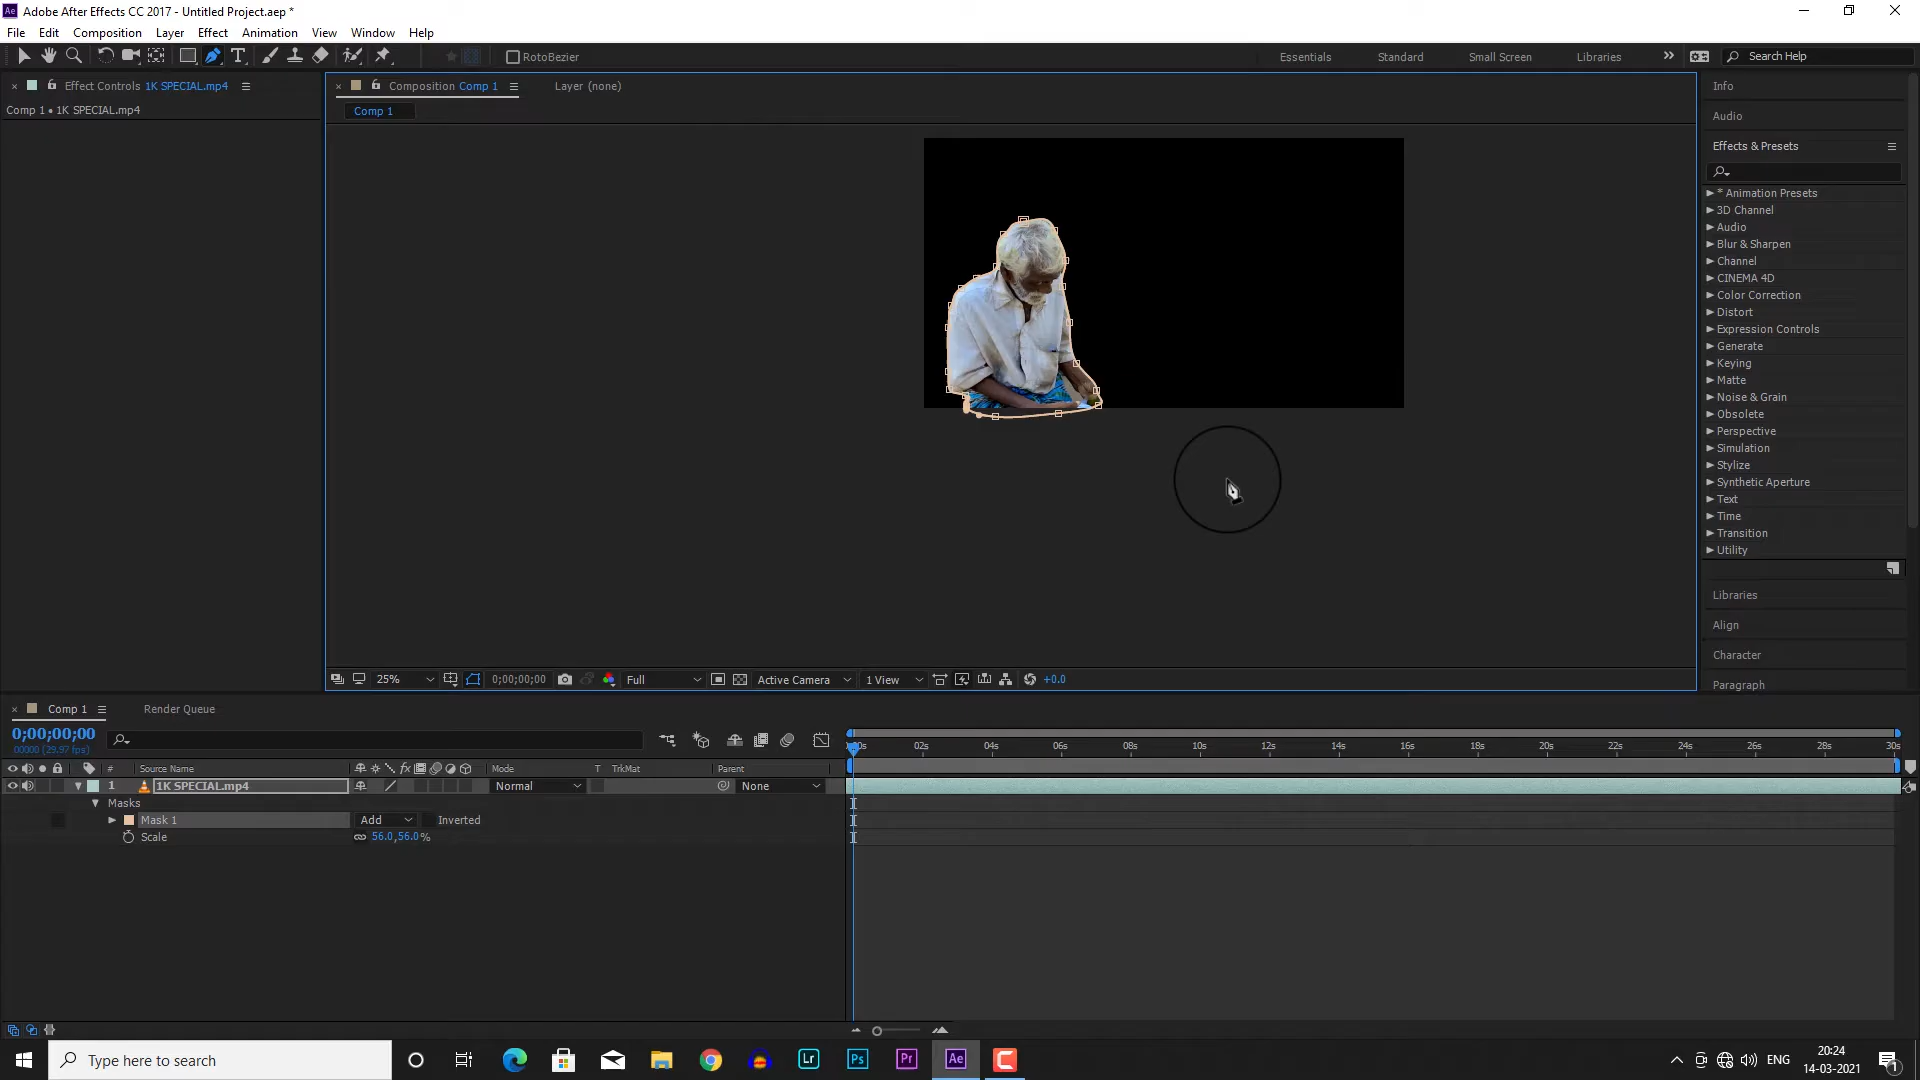 Ae Adobe After Effects CC 2017 - Untitled Project.aep *
File Edit Composition Layer Effect Animation View Window Help
T RotoBezier Essentials Standard Small Screen Libraries » Search Help
Effect Controls 1K SPECIAL.mp4
Comp 1 • 1K SPECIAL.mp4
Composition Comp 1
Layer (none)
Comp 1
Info
Audio
Effects & Presets
* Animation Presets
3D Channel
Audio
Blur & Sharpen
Channel
CINEMA 4D
Color Correction
Distort
Expression Controls
Generate
Keying
Matte
Noise & Grain
Obsolete
Perspective
Simulation
Stylize
Synthetic Aperture
Text
Time
Transition
Utility
Libraries
Align
Character
Paragraph
25% 0;00;00;00 Full Active Camera 1 View +0.0
Comp 1 Render Queue
0;00;00;00
00000 (29.97 fps)
02s 04s 06s 08s 10s 12s 14s 16s 18s 20s 22s 24s 26s 28s 30s
# Source Name fx Mode T TrkMat Parent
1 1K SPECIAL.mp4 Normal None
Masks
Mask 1 Add Inverted
Scale 56.0,56.0%
Type here to search
Lr Ps Pr Ae
ENG
20:24
14-03-2021
1